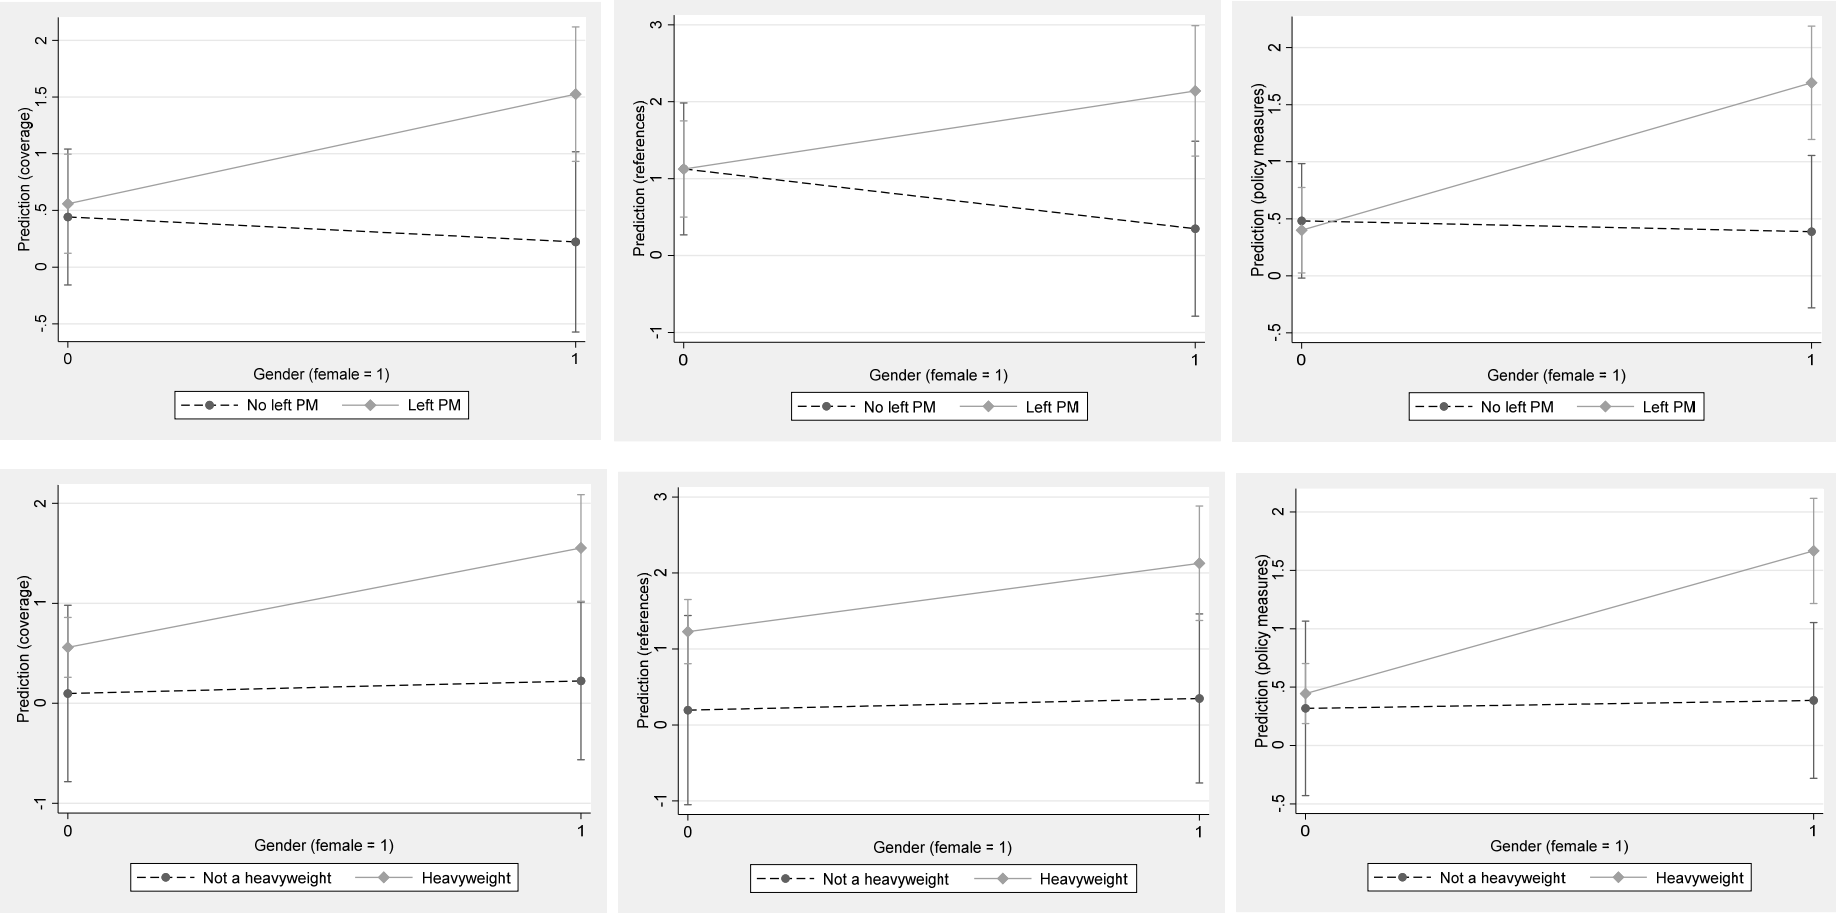 Prediction (coverage)
2
1.5
1
.5
0
-.5
0 1
Gender (female = 1)
No left PM Left PM
Prediction (references)
3
2
1
0
-1
0 1
Gender (female = 1)
No left PM Left PM
Prediction (policy measures)
2
1.5
1
.5
0
-.5
0 1
Gender (female = 1)
No left PM Left PM
Prediction (coverage)
2
1
0
-1
0 1
Gender (female = 1)
Not a heavyweight Heavyweight
Prediction (references)
3
2
1
0
-1
0 1
Gender (female = 1)
Not a heavyweight Heavyweight
Prediction (policy measures)
2
1.5
1
.5
0
-.5
0 1
Gender (female = 1)
Not a heavyweight Heavyweight